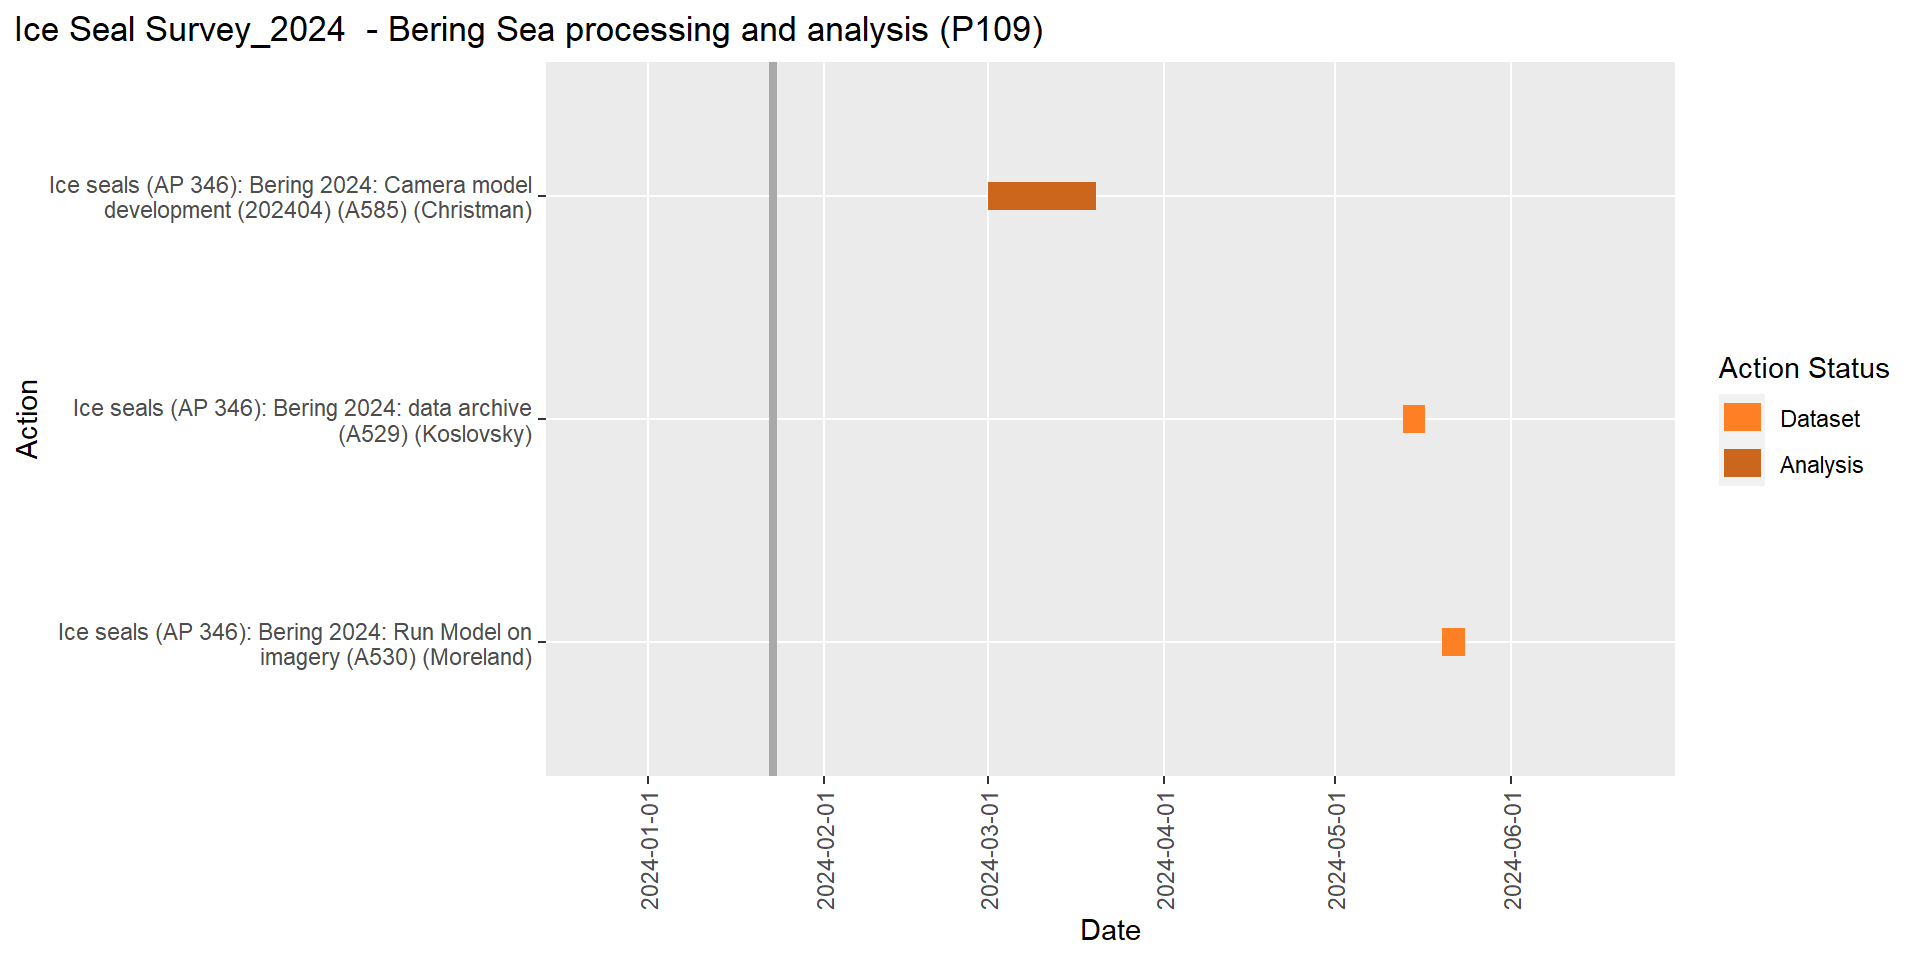 Ice Seal Survey_2024  - Bering Sea processing and analysis (P109)
Action
Ice seals (AP 346): Bering 2024: Camera model
development (202404) (A585) (Christman)
Ice seals (AP 346): Bering 2024: data archive
(A529) (Koslovsky)
Ice seals (AP 346): Bering 2024: Run Model on
imagery (A530) (Moreland)
2024-01-01
2024-02-01
2024-03-01
2024-04-01
2024-05-01
2024-06-01
Date
Action Status
Dataset
Analysis